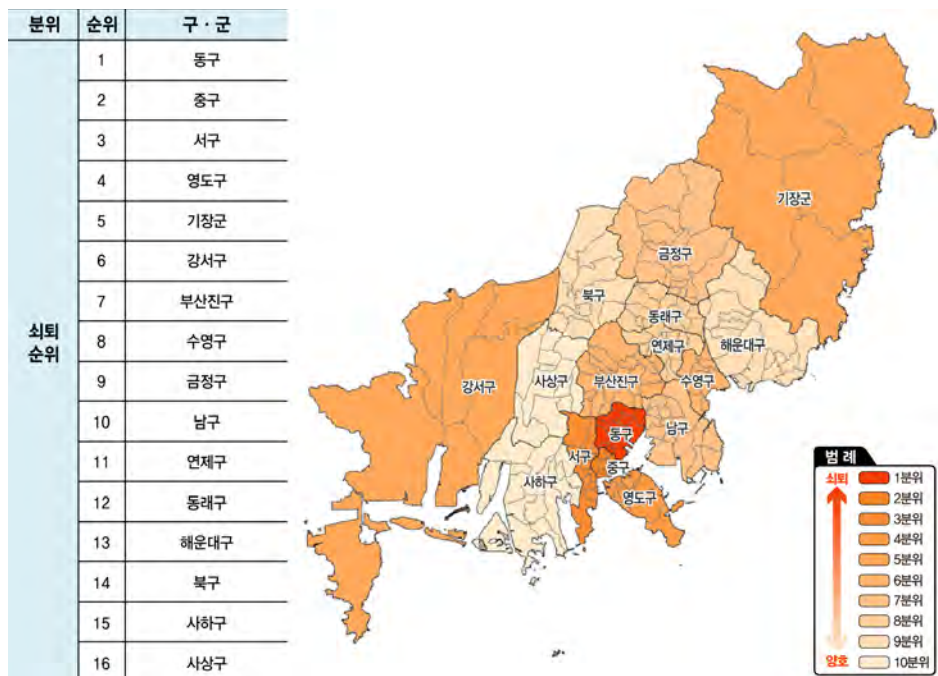 분위 순위 구 · 군
쇠퇴
순위
1 동구
2 중구
3 서구
4 영도구
5 기장군
6 강서구
7 부산진구
8 수영구
9 금정구
10 남구
11 연제구
12 동래구
13 해운대구
14 북구
15 사하구
16 사상구
기장군
금정구
북구
동래구
연제구
해운대구
강서구
사상구
부산진구
수영구
동구
남구
서구
중구
사하구
영도구
범 례
쇠퇴
1분위
2분위
3분위
4분위
5분위
6분위
7분위
8분위
9분위
양호
10분위